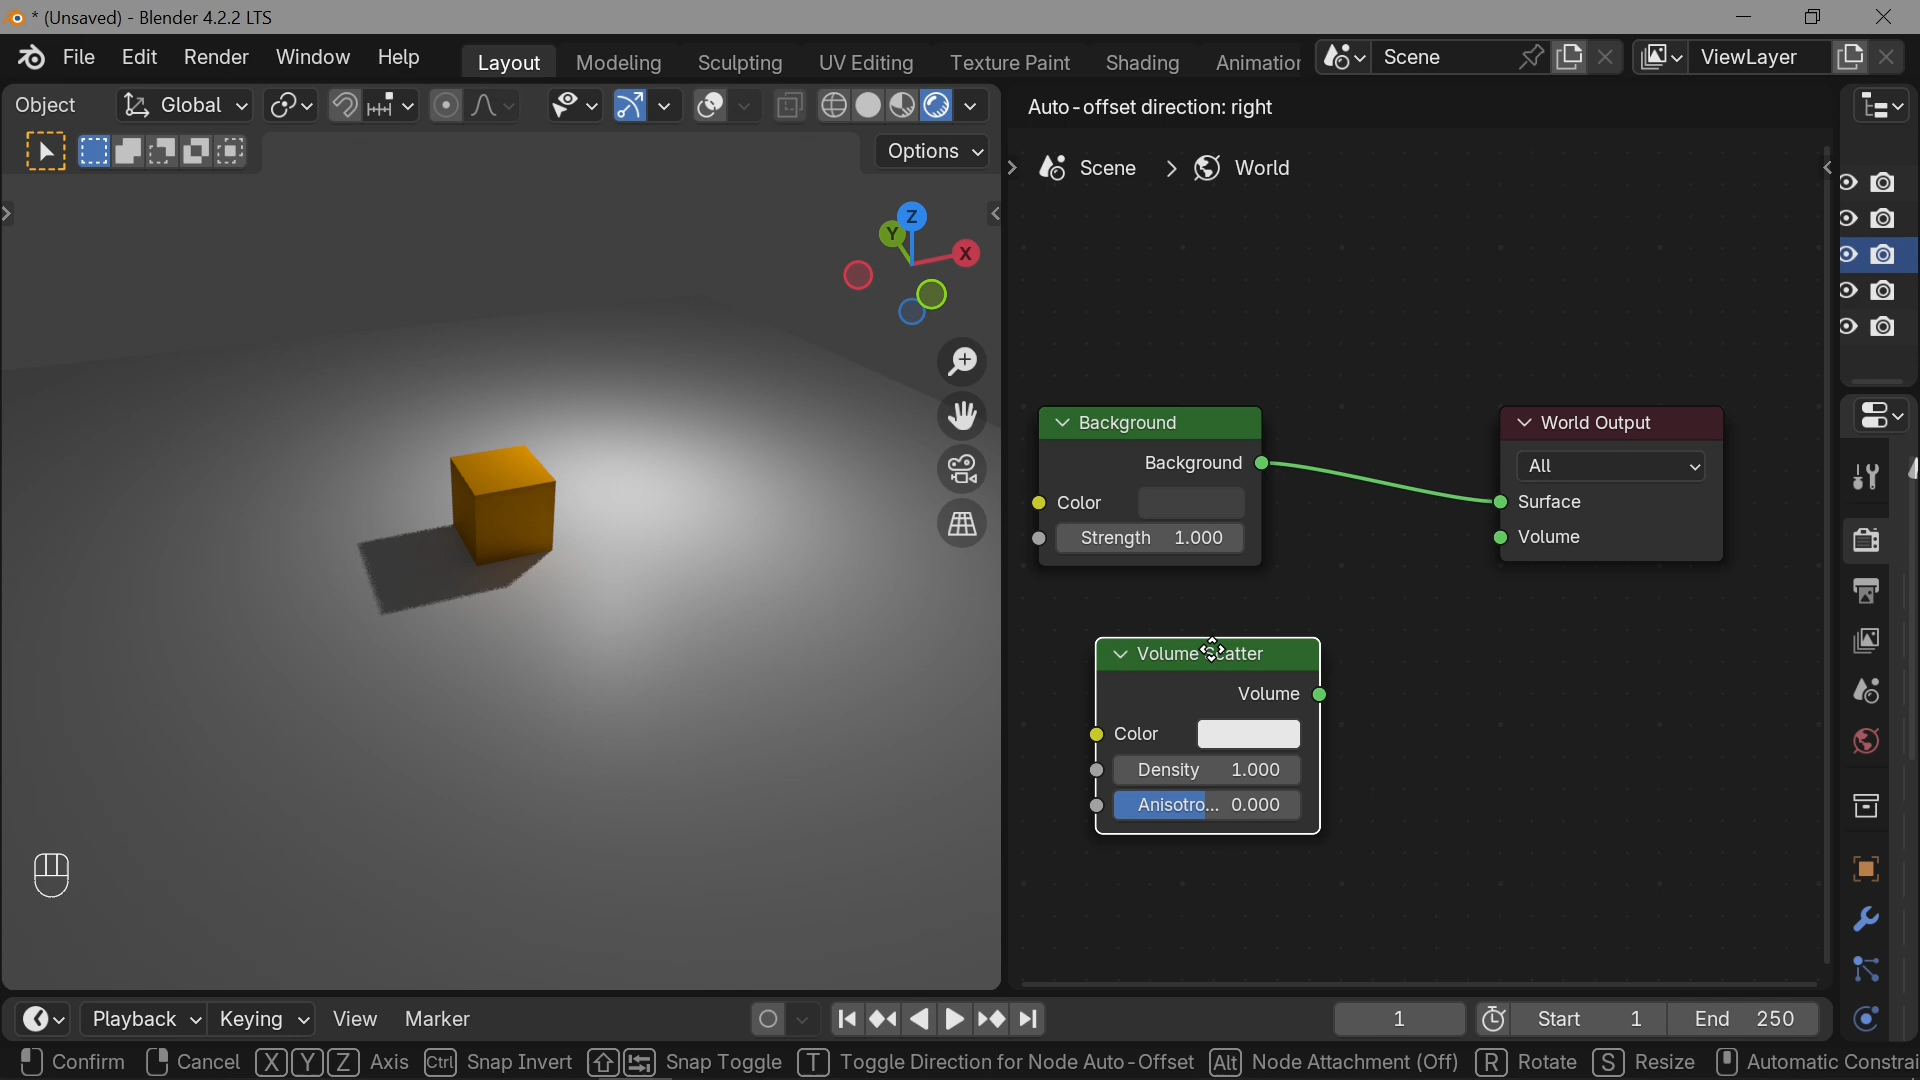 * (Unsaved) - Blender 4.2.2 LTS
File Edit Render Window Help Layout Modeling Sculpting UV Editing Texture Paint Shading Animation Scene ViewLayer
Object Global
Auto-offset direction: right
Options
Scene > World
Z
Y
X
Background
Background
Color
Strength 1.000
World Output
All
Surface
Volume
Volume Scatter
Volume
Color
Density 1.000
Anisotro... 0.000
Playback Keying View Marker 1 Start 1 End 250
Confirm Cancel X Y Z Axis Ctrl Snap Invert Snap Toggle T Toggle Direction for Node Auto-Offset Alt Node Attachment (Off) R Rotate S Resize Automatic Constrai